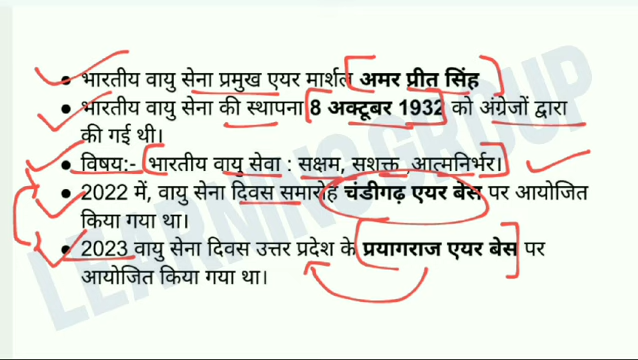 • भारतीय वायु सेना प्रमुख एयर मार्शल अमर प्रीत सिंह
• भारतीय वायु सेना की स्थापना 8 अक्टूबर 1932 को अंग्रेजों द्वारा
की गई थी।
• विषय:- भारतीय वायु सेवा : सक्षम, सशक्त ,आत्मनिर्भर।
• 2022 में, वायु सेना दिवस समारोह चंडीगढ़ एयर बेस पर आयोजित
किया गया था।
• 2023 वायु सेना दिवस उत्तर प्रदेश के प्रयागराज एयर बेस पर
आयोजित किया गया था।
LEARNING GROUP